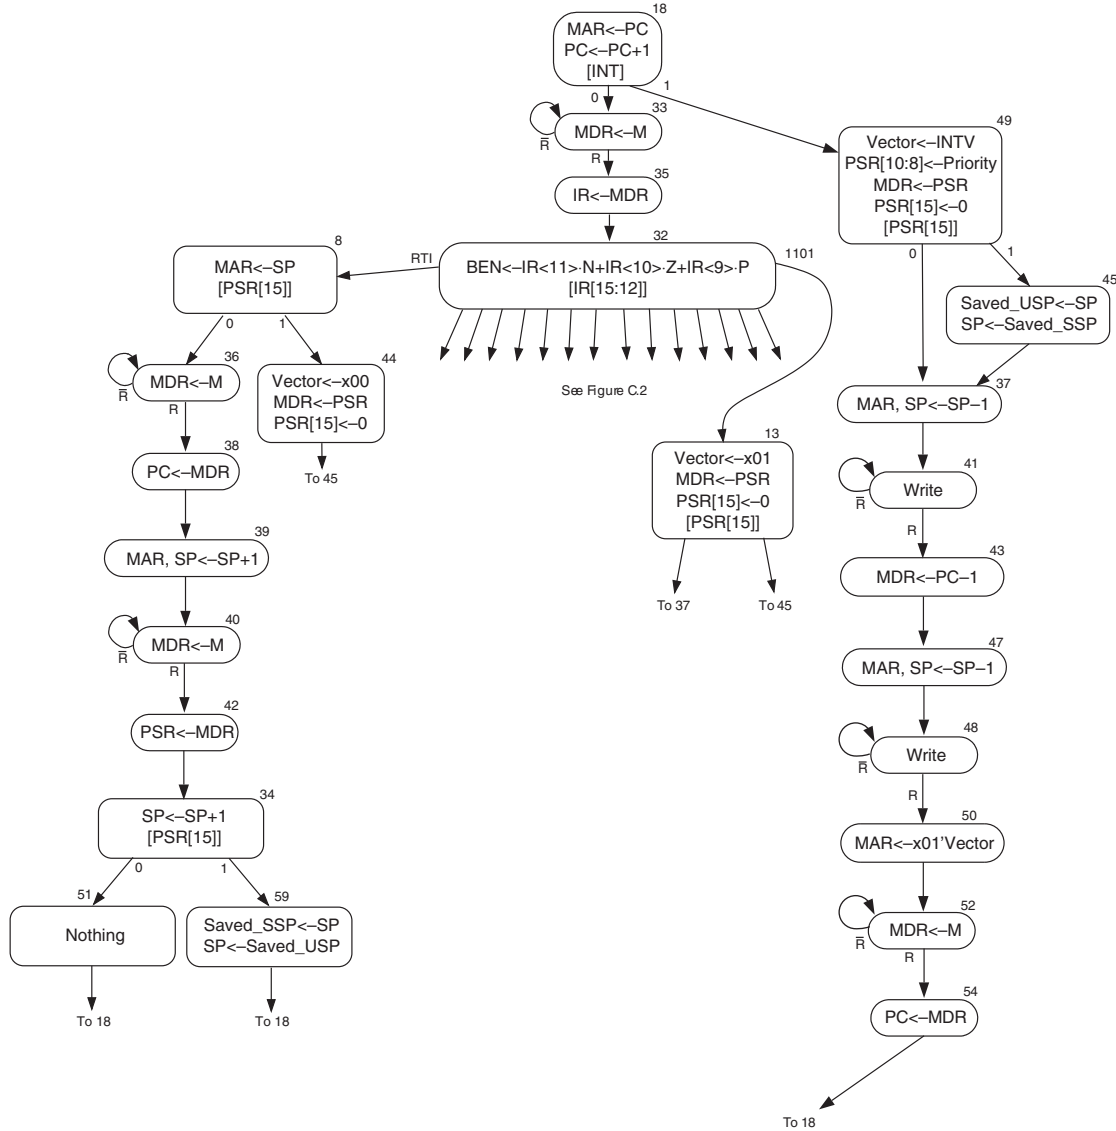 18
MAR<–PC
PC<–PC+1
[INT]
0
1
33
MDR<–M
R̅
R
35
IR<–MDR
49
Vector<–INTV
PSR[10:8]<–Priority
MDR<–PSR
PSR[15]<–0
[PSR[15]]
0
1
32
BEN<–IR<11>·N+IR<10>·Z+IR<9>·P
[IR[15:12]]
RTI
1101
See Figure C.2
8
MAR<–SP
[PSR[15]]
0
1
36
MDR<–M
R̅
R
44
Vector<–x00
MDR<–PSR
PSR[15]<–0
To 45
38
PC<–MDR
39
MAR, SP<–SP+1
40
MDR<–M
R̅
R
42
PSR<–MDR
34
SP<–SP+1
[PSR[15]]
0
1
51
Nothing
To 18
59
Saved_SSP<–SP
SP<–Saved_USP
To 18
13
Vector<–x01
MDR<–PSR
PSR[15]<–0
[PSR[15]]
To 37
To 45
45
Saved_USP<–SP
SP<–Saved_SSP
37
MAR, SP<–SP–1
41
Write
R̅
R
43
MDR<–PC–1
47
MAR, SP<–SP–1
48
Write
R̅
R
50
MAR<–x01'Vector
52
MDR<–M
R̅
R
54
PC<–MDR
To 18